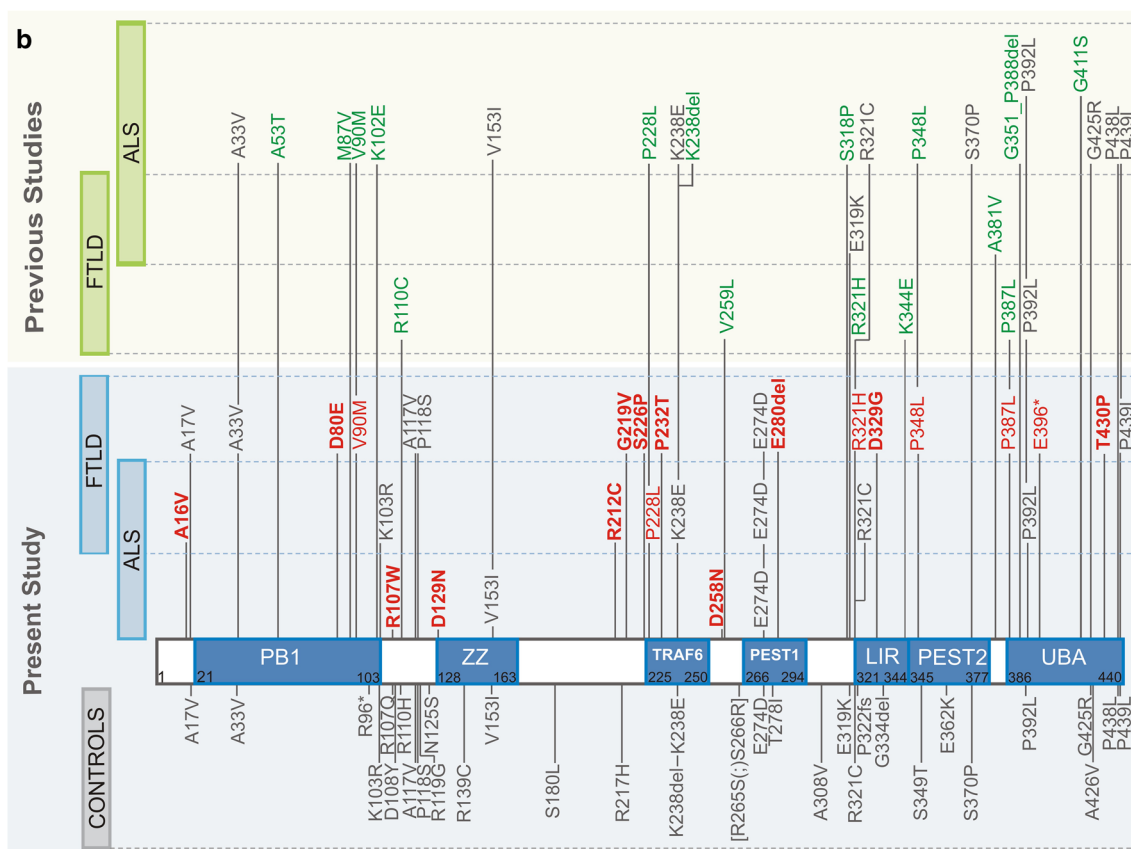 b
Previous Studies
ALS
FTLD
A33V
A53T
M87V
V90M
K102E
V153I
P228L
K238E
K238del
S318P
R321C
P348L
S370P
G351_P388del
P392L
G411S
G425R
P438L
P439L
E319K
A381V
R110C
V259L
R321H
K344E
P387L
P392L
Present Study
FTLD
ALS
A17V
A33V
D80E
V90M
A117V
P118S
G219V
S226P
P232T
E274D
E280del
R321H
D329G
P348L
P387L
E396*
T430P
P439L
A16V
K103R
R212C
P228L
K238E
E274D
R321C
P392L
R107W
D129N
V153I
D258N
E274D
1
PB1
21
103
ZZ
128
163
TRAF6
225
250
PEST1
266
294
LIR
321
344
PEST2
345
377
UBA
386
440
CONTROLS
A17V
A33V
R96*
R107Q
R110H
N125S
V153I
K238del–K238E
[R265S(;)S266R]
E274D
T278I
E319K
P322fs
G334del
E362K
P392L
G425R
P438L
P439L
K103R
D108Y
A117V
P118S
R119G
R139C
S180L
R217H
A308V
R321C
S349T
S370P
A426V